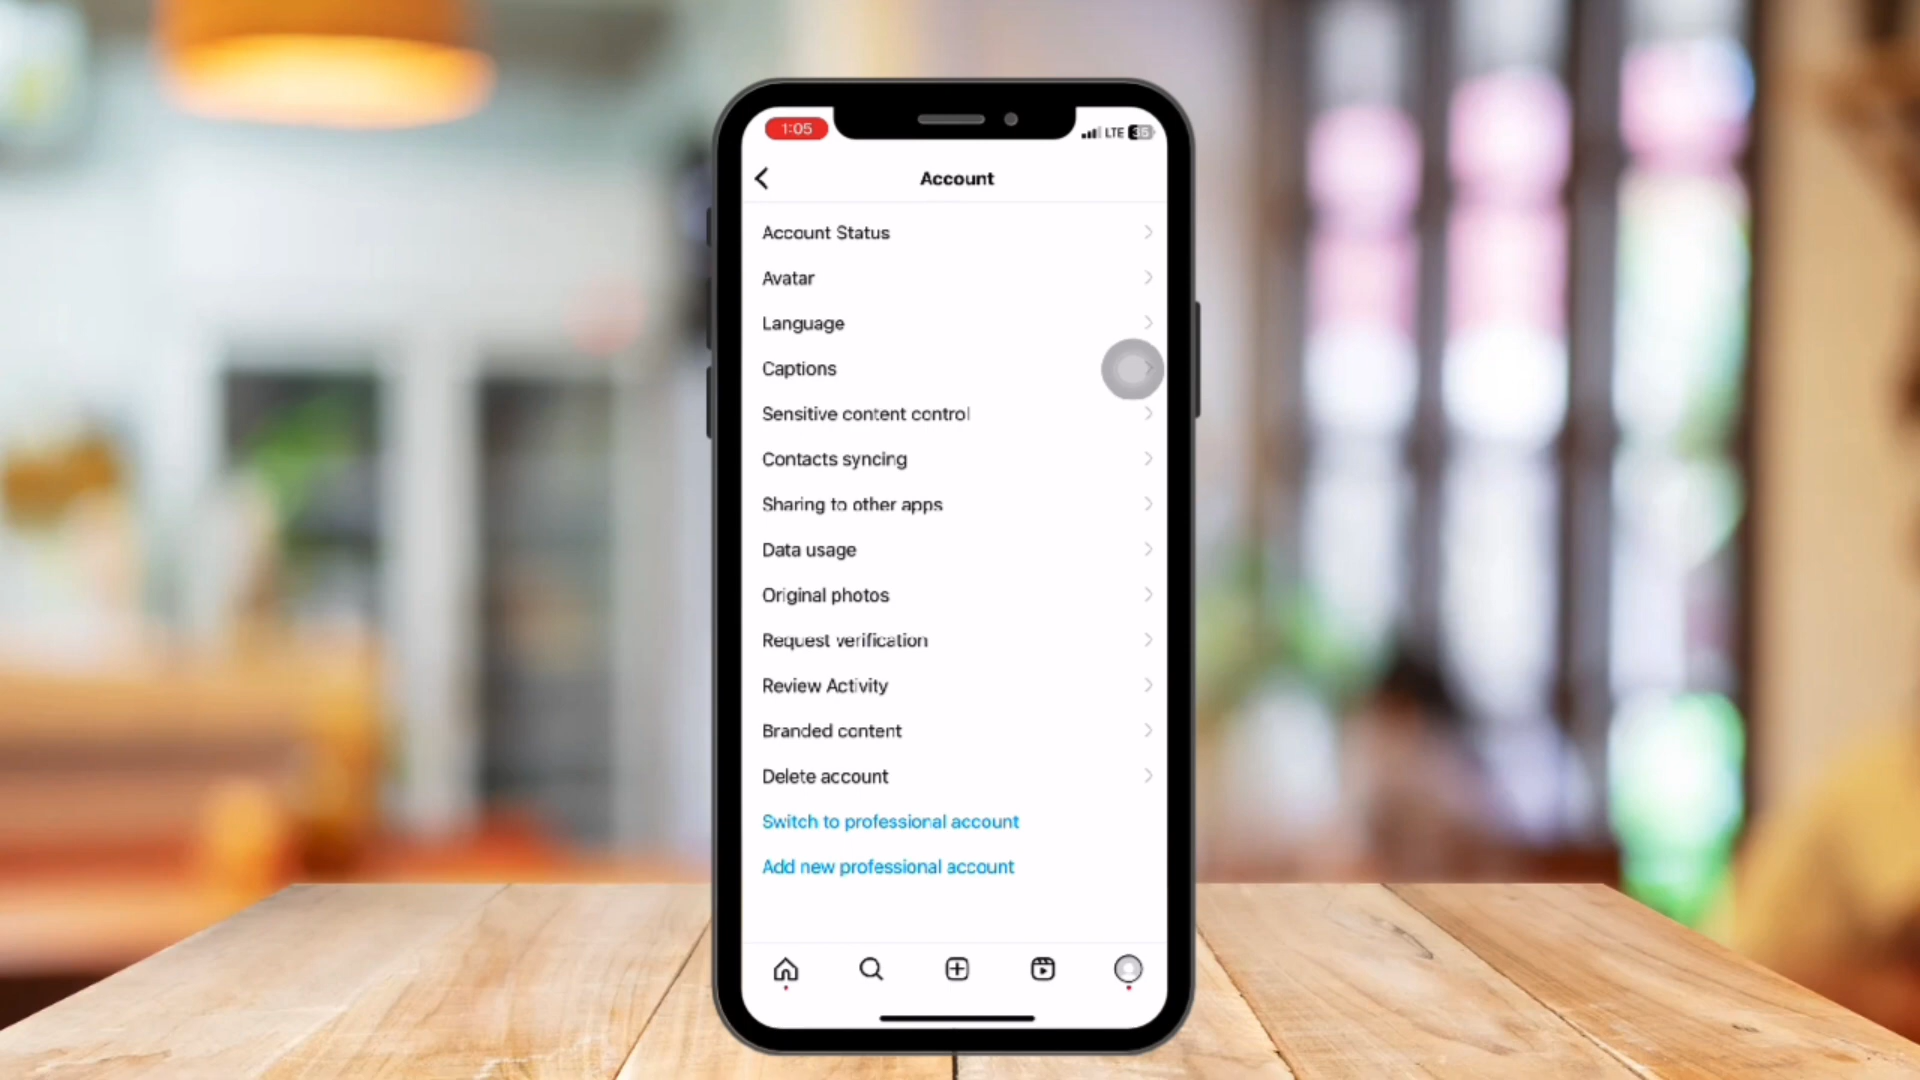 1:05
LTE 35
Account
Account Status
Avatar
Language
Captions
Sensitive content control
Contacts syncing
Sharing to other apps
Data usage
Original photos
Request verification
Review Activity
Branded content
Delete account
Switch to professional account
Add new professional account